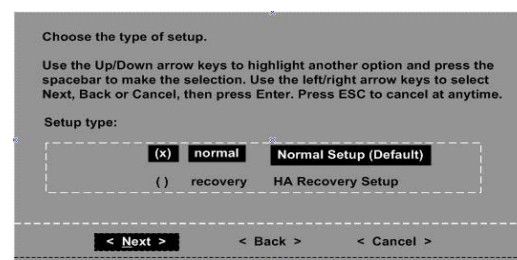 Choose the type of setup.
Use the Up/Down arrow keys to highlight another option and press the
spacebar to make the selection. Use the left/right arrow keys to select
Next, Back or Cancel, then press Enter. Press ESC to cancel at anytime.
Setup type:
(x) normal Normal Setup (Default)
( ) recovery HA Recovery Setup
< Next > < Back > < Cancel >